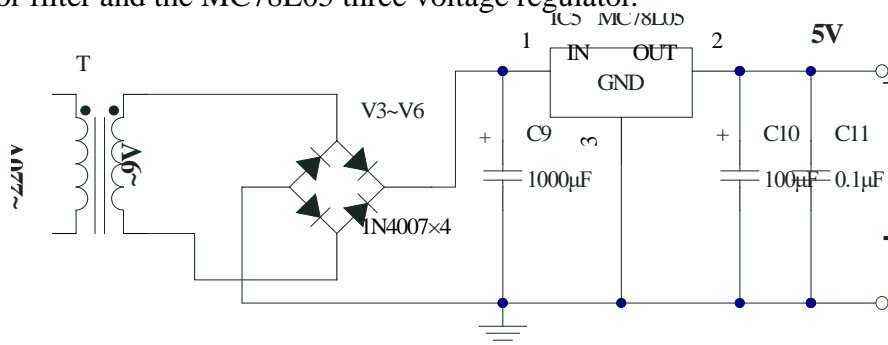 or filter and the MC78L05 three voltage regulator.
IC5 MC78L05
1 IN OUT 2
5V
GND
3
T
~220V
~9V
V3~V6
1N4007×4
+ C9
1000μF
+ C10
100μF
C11
0.1μF